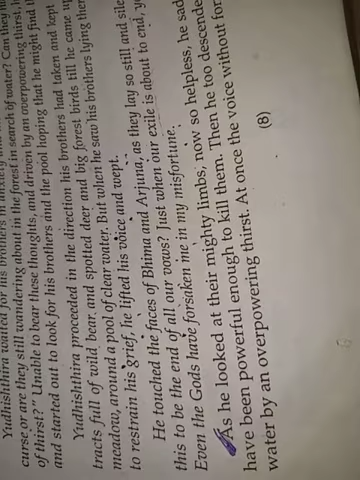 Yudhishthira waited for his brothers in anxiety
curse or are they still wandering about in the forest in search of water? Can they
of thirst?" Unable to bear these thoughts, and driven by an overpowering thirst,
and started out to look for his brothers and the pool hoping that he might find
Yudhishthira proceeded in the direction his brothers had taken and kept
tracts full of wild bear, and spotted deer and big forest birds till he came
meadow, around a pool of clear water. But when he saw his brothers lying
to restrain his grief, he lifted his voice and wept.
He touched the faces of Bhima and Arjuna, as they lay so still and
this to be the end of all our vows? Just when our exile is about to end,
Even the Gods have forsaken me in my misfortune.
As he looked at their mighty limbs, now so helpless, he
have been powerful enough to kill them. Then he too
water by an overpowering thirst. At once the voice without
(8)